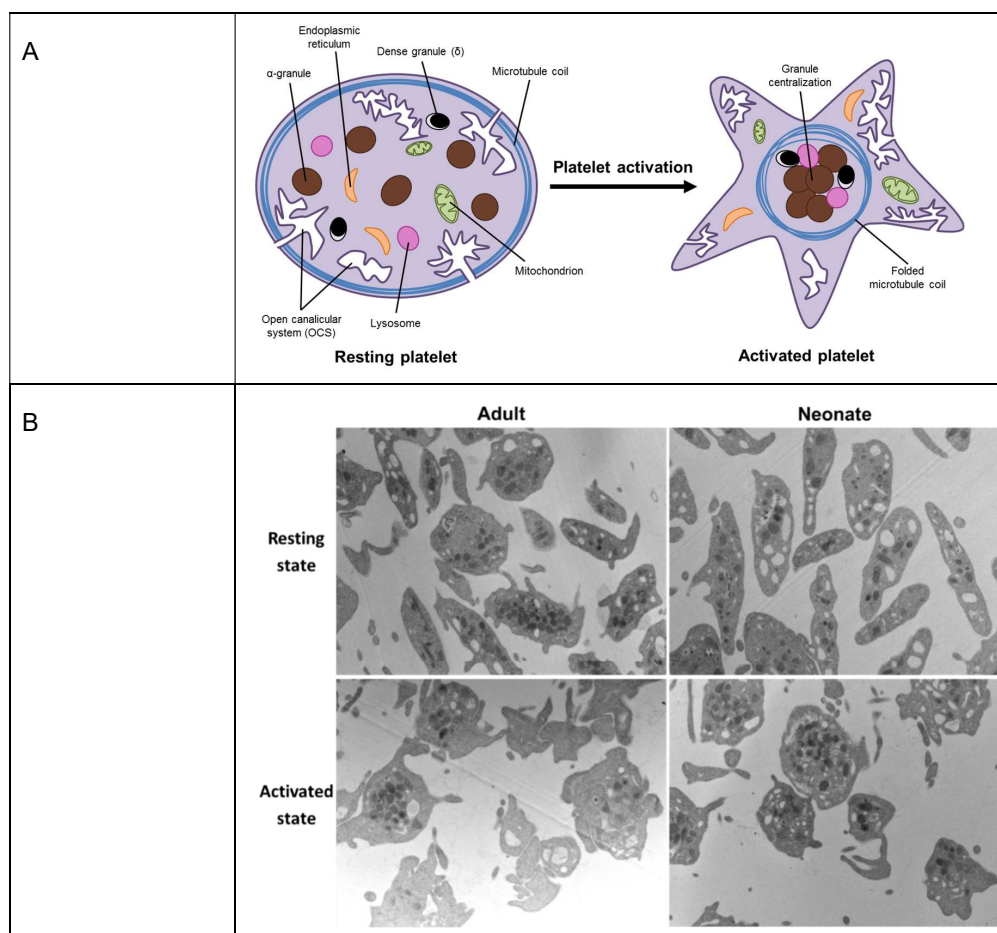 A
Endoplasmic
reticulum
Dense granule (δ)
α-granule
Microtubule coil
Granule
centralization
Platelet activation
Mitochondrion
Folded
microtubule coil
Open canalicular
system (OCS)
Lysosome
Resting platelet
Activated platelet
B
Adult
Neonate
Resting
state
Activated
state